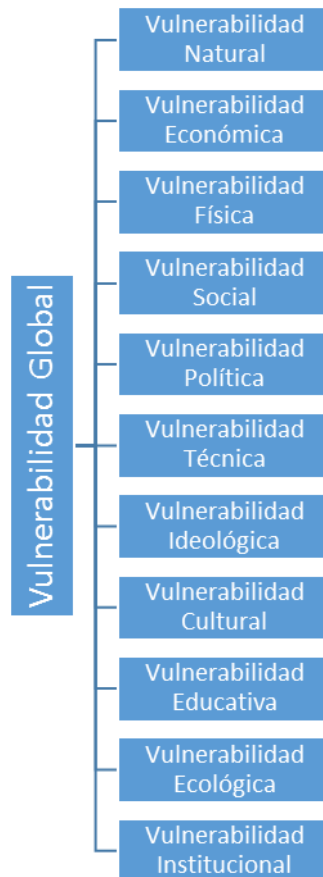 Vulnerabilidad Global
Vulnerabilidad
Natural
Vulnerabilidad
Económica
Vulnerabilidad
Física
Vulnerabilidad
Social
Vulnerabilidad
Política
Vulnerabilidad
Técnica
Vulnerabilidad
Ideológica
Vulnerabilidad
Cultural
Vulnerabilidad
Educativa
Vulnerabilidad
Ecológica
Vulnerabilidad
Institucional